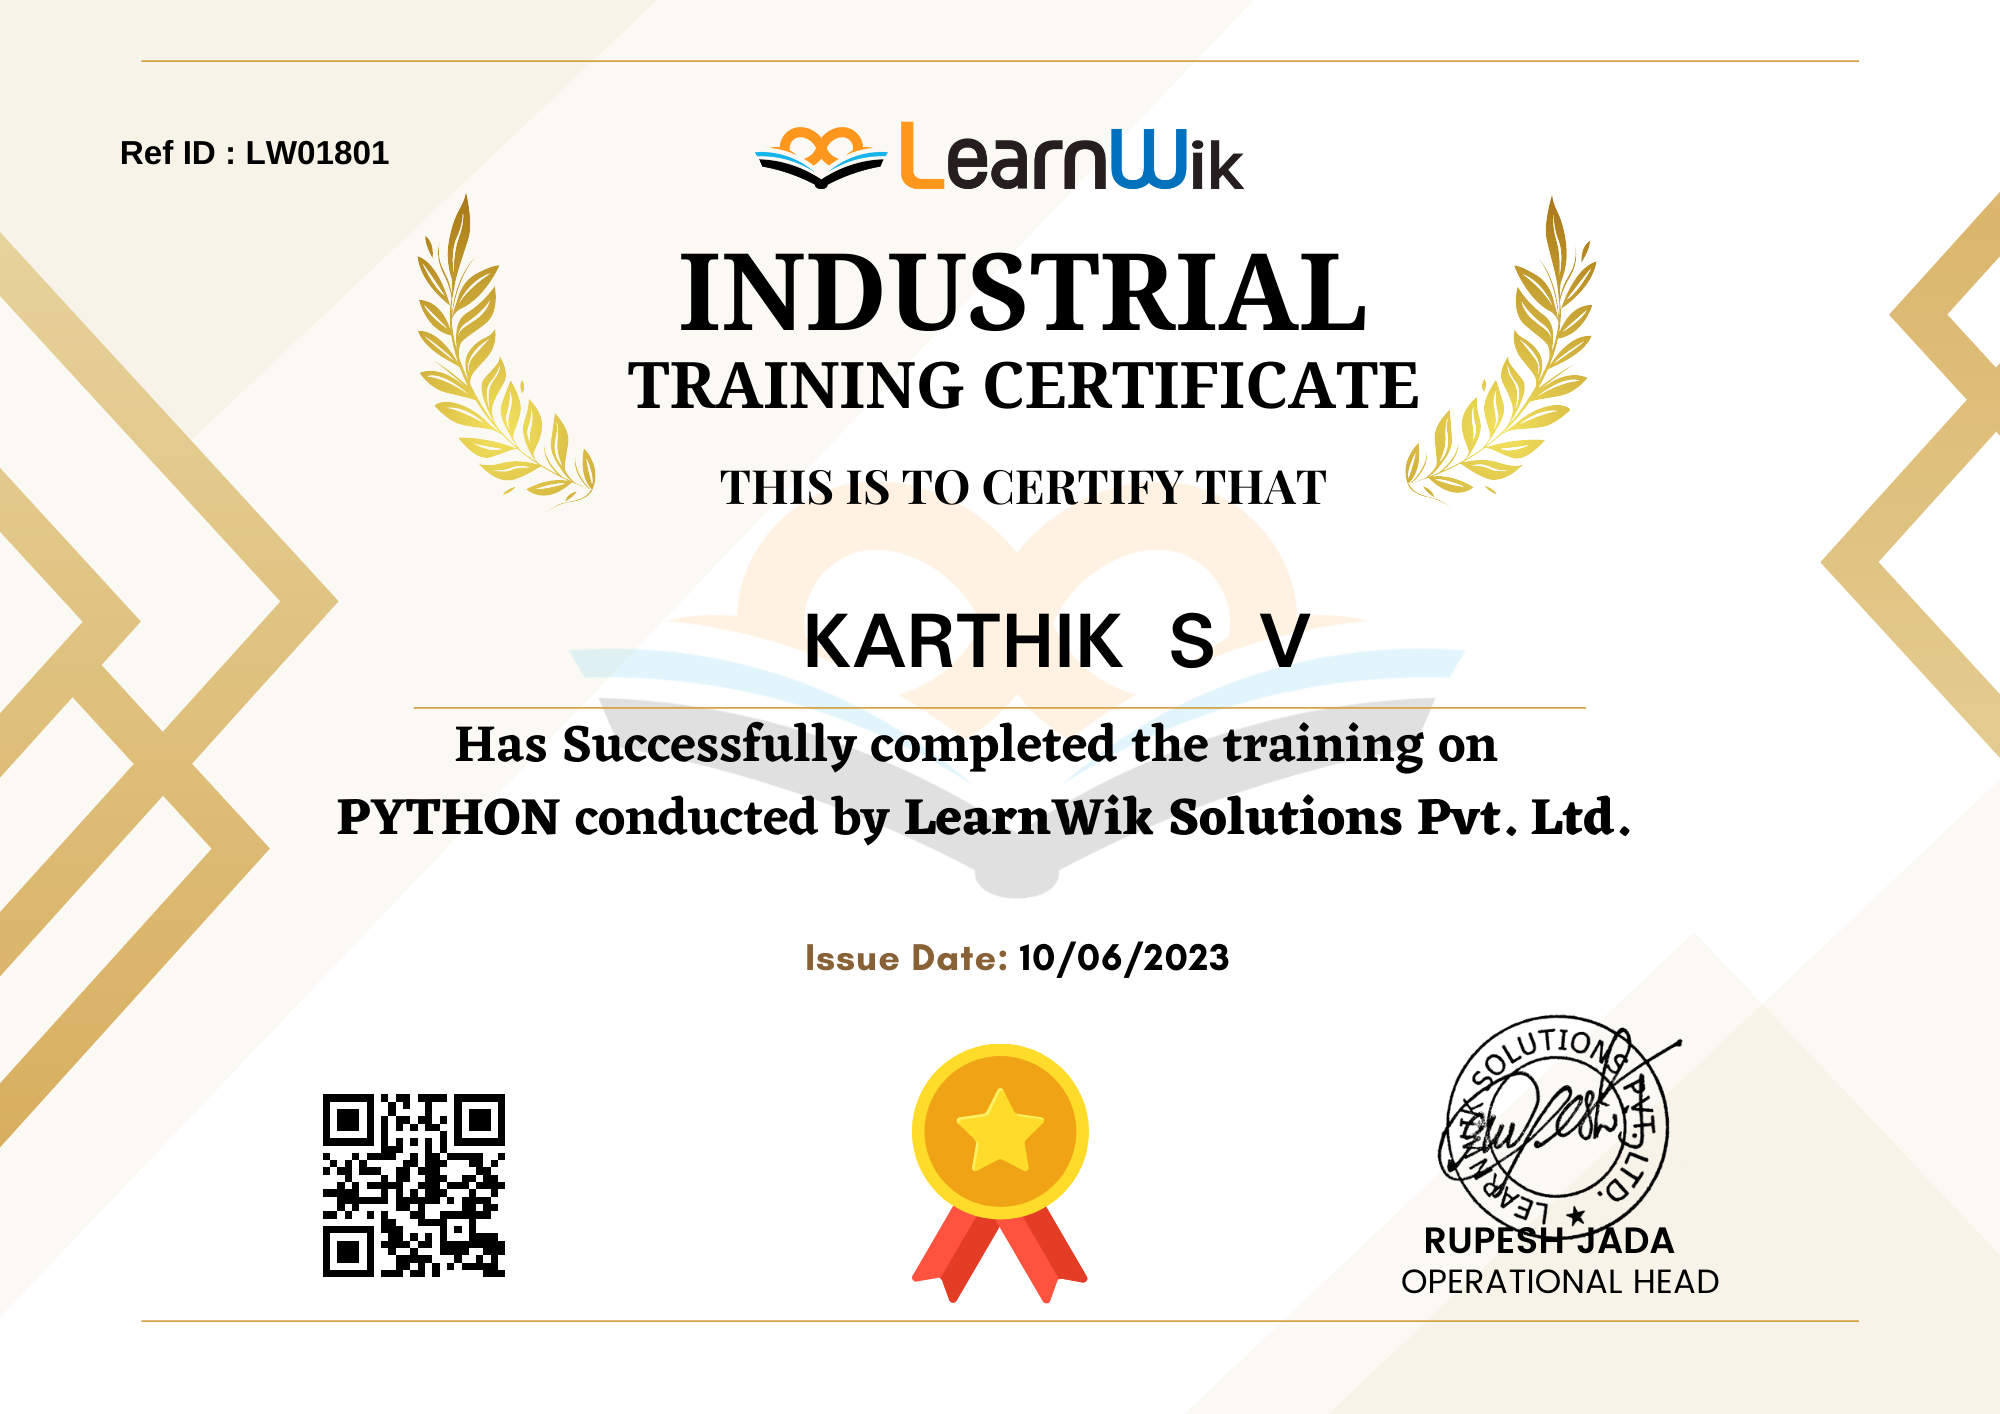 Ref ID : LW01801
LearnWik
INDUSTRIAL
TRAINING CERTIFICATE
THIS IS TO CERTIFY THAT
KARTHIK S V
Has Successfully completed the training on
PYTHON conducted by LearnWik Solutions Pvt. Ltd.
Issue Date: 10/06/2023
LEARNWIK SOLUTIONS PVT. LTD.
Rupesh
RUPESH JADA
OPERATIONAL HEAD